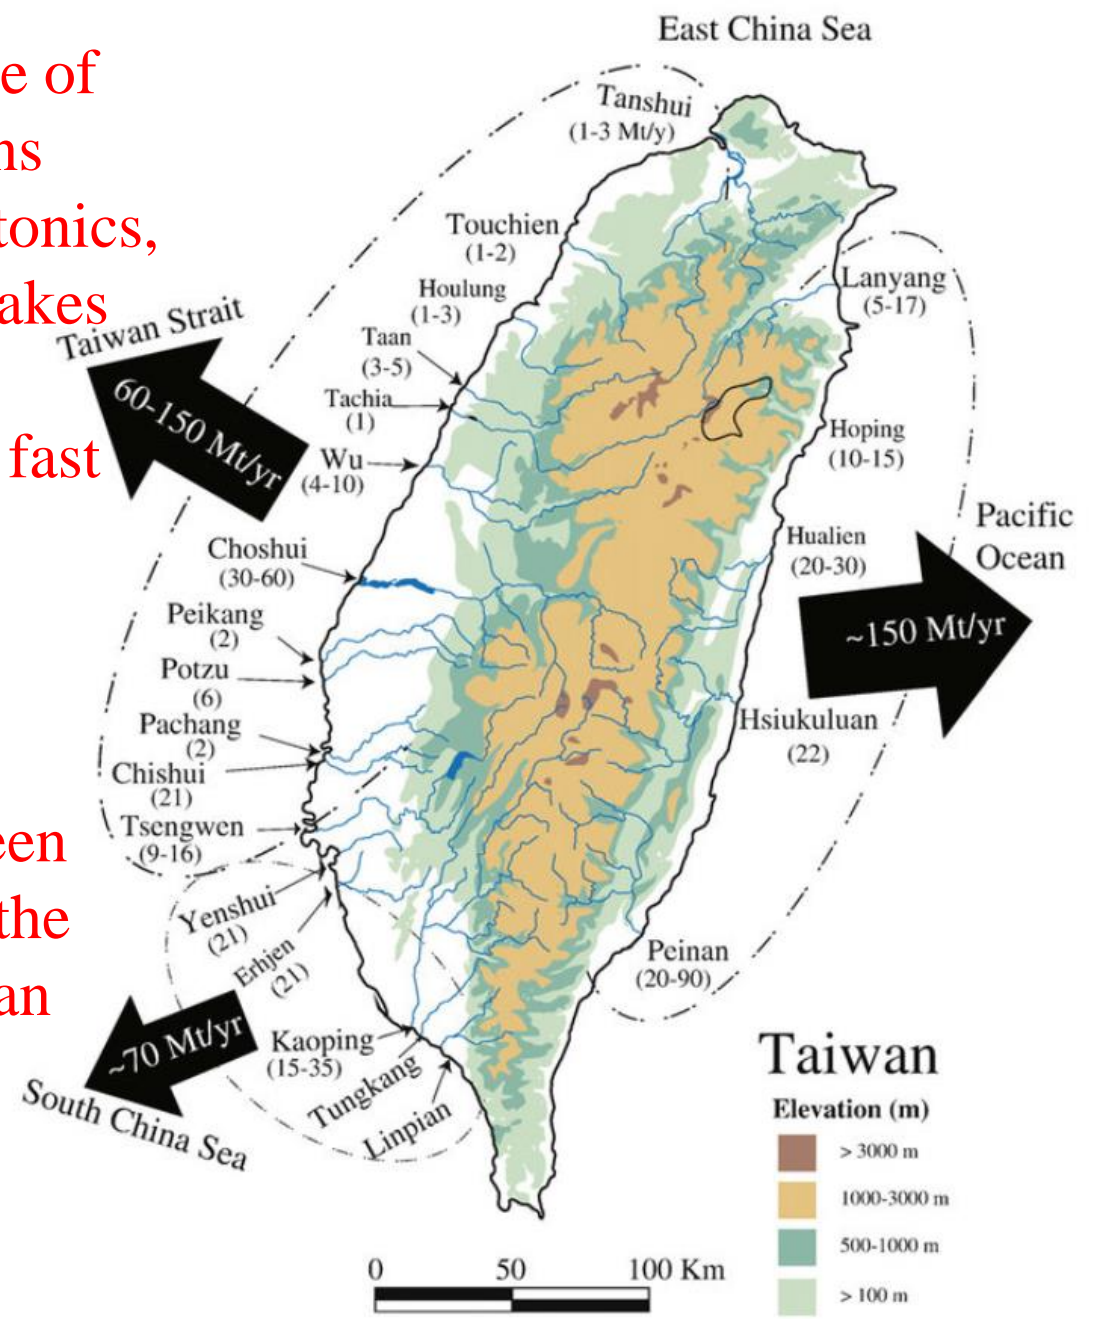 East China Sea
e of
ns
tonics,
akes
fast
een
the
an
Tanshui
(1-3 Mt/y)
Touchien
(1-2)
Houlung
(1-3)
Taan
(3-5)
Tachia
(1)
Wu
(4-10)
Choshui
(30-60)
Peikang
(2)
Potzu
(6)
Pachang
(2)
Chishui
(21)
Tsengwen
(9-16)
Yenshui
(21)
Erhjen
(21)
Kaoping
(15-35)
Tungkang
Linpian
Taiwan Strait
60-150 Mt/yr
~70 Mt/yr
South China Sea
Lanyang
(5-17)
Hoping
(10-15)
Hualien
(20-30)
Pacific
Ocean
~150 Mt/yr
Hsiukuluan
(22)
Peinan
(20-90)
Taiwan
Elevation (m)
> 3000 m
1000-3000 m
500-1000 m
> 100 m
0 50 100 Km